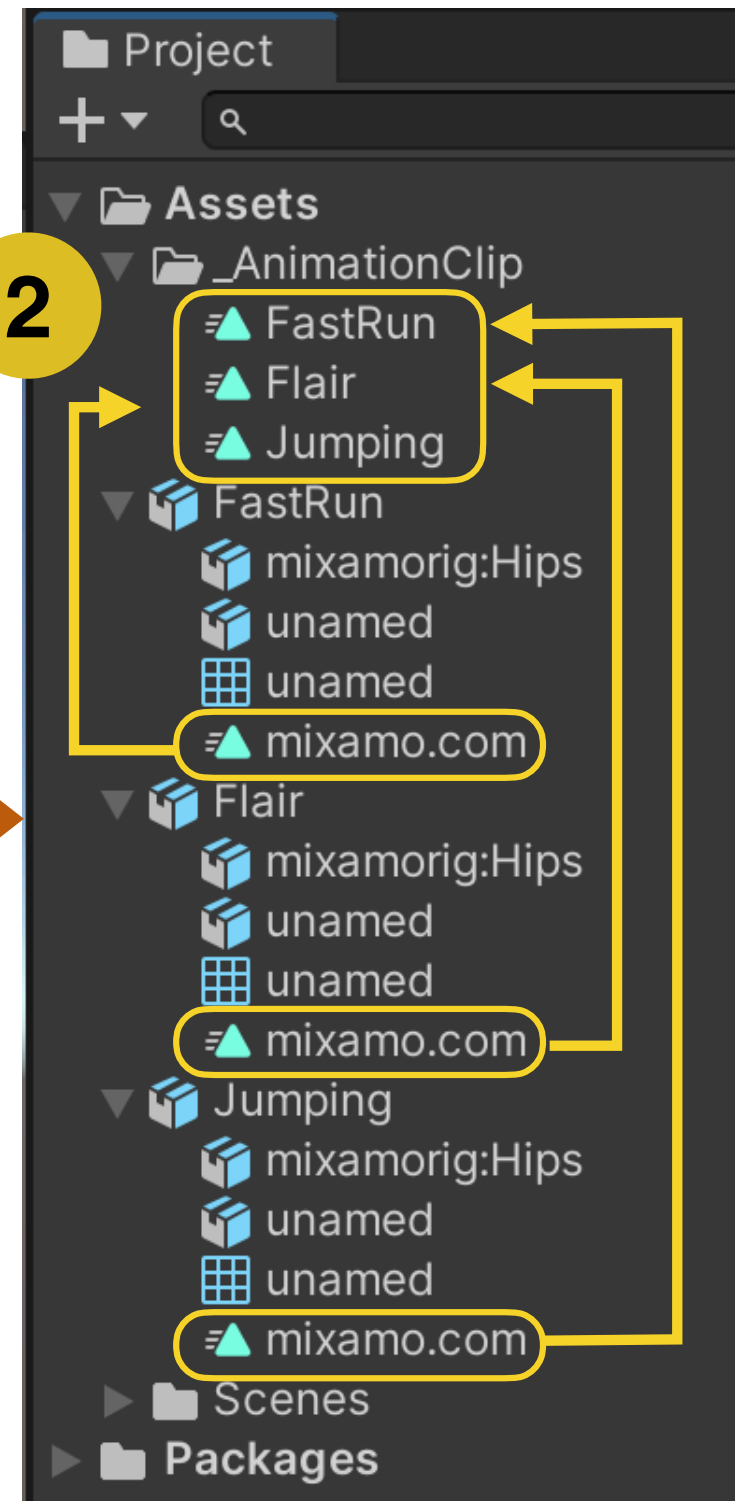 Project
Assets
_AnimationClip
2
FastRun
Flair
Jumping
FastRun
mixamorig:Hips
unamed
unamed
mixamo.com
Flair
mixamorig:Hips
unamed
unamed
mixamo.com
Jumping
mixamorig:Hips
unamed
unamed
mixamo.com
Scenes
Packages